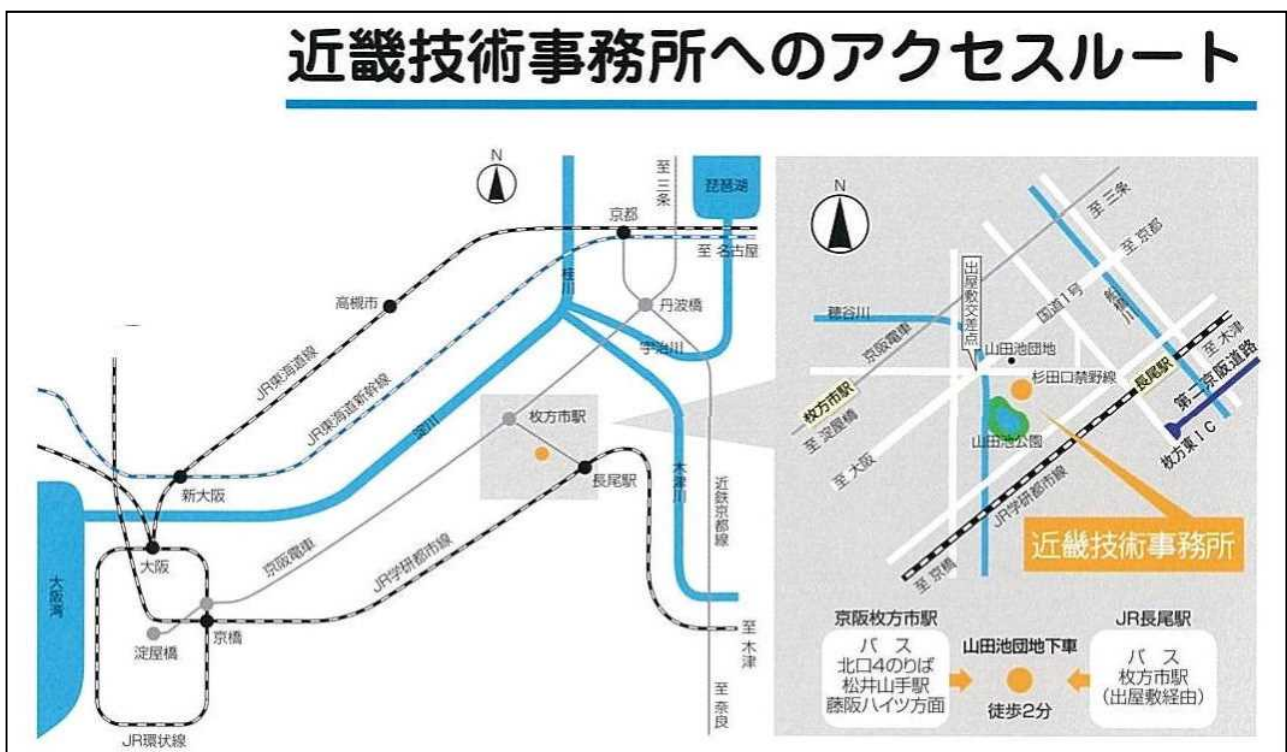 近畿技術事務所へのアクセスルート
N
至 三条
琵琶湖
京都
至 名古屋
桂川
高槻市
丹波橋
宇治川
JR東海道線
JR東海道新幹線
淀川
枚方市駅
新大阪
長尾駅
木津川
近鉄京都線
大阪
京阪電車
JR学研都市線
大阪湾
京橋
淀屋橋
至 木津
至 奈良
JR環状線
N
至 三条
至 京都
出屋敷交差点
国道1号
船橋川
穂谷川
京阪電車
山田池団地
至 木津
杉田口禁野線
長尾駅
第二京阪道路
枚方市駅
至 淀屋橋
山田池公園
枚方東IC
至 大阪
JR学研都市線
近畿技術事務所
至 京橋
京阪枚方市駅
バス
北口4のりば
松井山手駅
藤阪ハイツ方面
山田池団地下車
徒歩2分
JR長尾駅
バス
枚方市駅
(出屋敷経由)